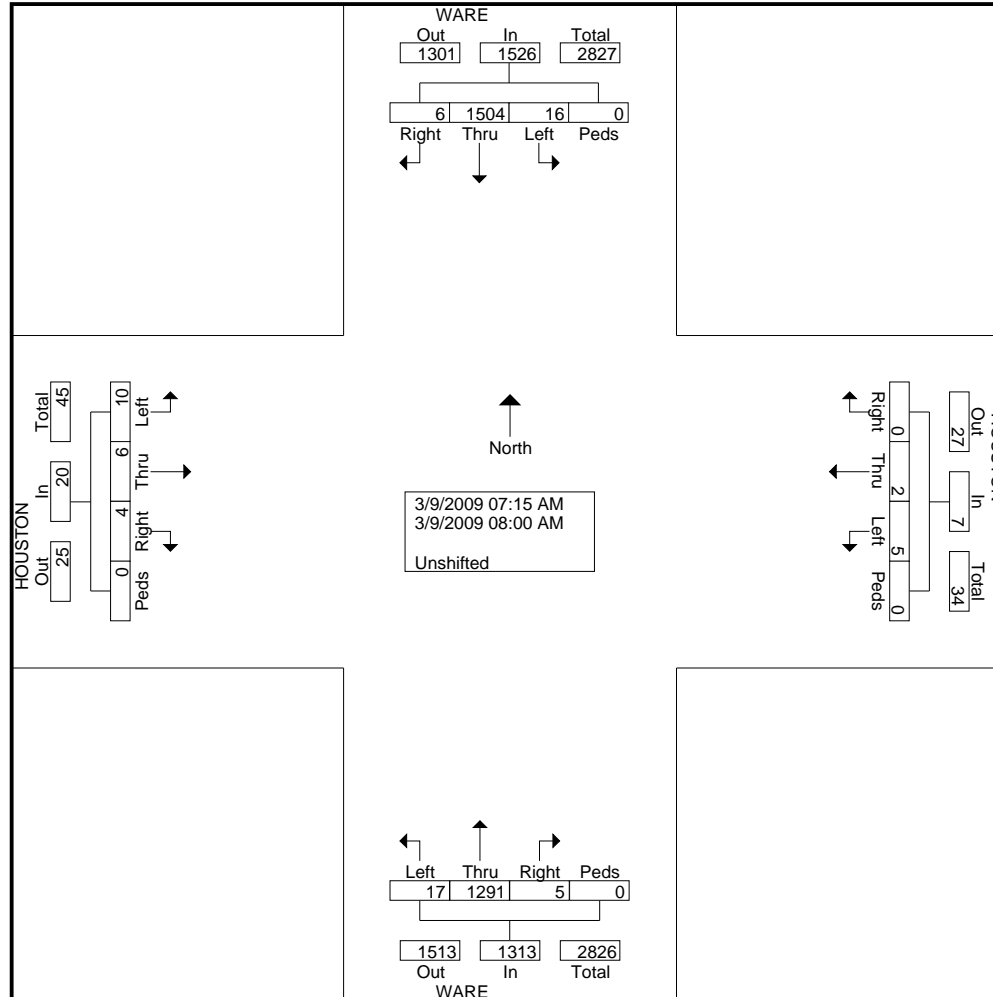 WARE
Out In Total
1301 1526 2827
6 1504 16 0
Right Thru Left Peds
HOUSTON
Total In Out
45 20 25
10 6 4 0
Left Thru Right Peds
North
3/9/2009 07:15 AM
3/9/2009 08:00 AM
Unshifted
Out In Total
27 7 34
0 2 5 0
Right Thru Left Peds
Left Thru Right Peds
17 1291 5 0
1513 1313 2826
Out In Total
WARE